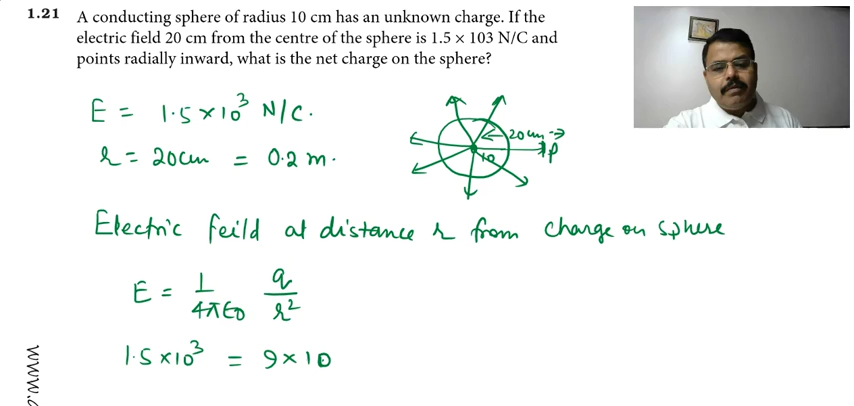 1.21 A conducting sphere of radius 10 cm has an unknown charge. If the
electric field 20 cm from the centre of the sphere is 1.5 × 103 N/C and
points radially inward, what is the net charge on the sphere?
E = 1.5 × 10³ N/C.
r = 20cm = 0.2 m.
20cm
10
P
Electric feild at distance r from charge on sphere
E = 1/4πε0 q/r²
1.5 × 10³ = 9 × 10
www.